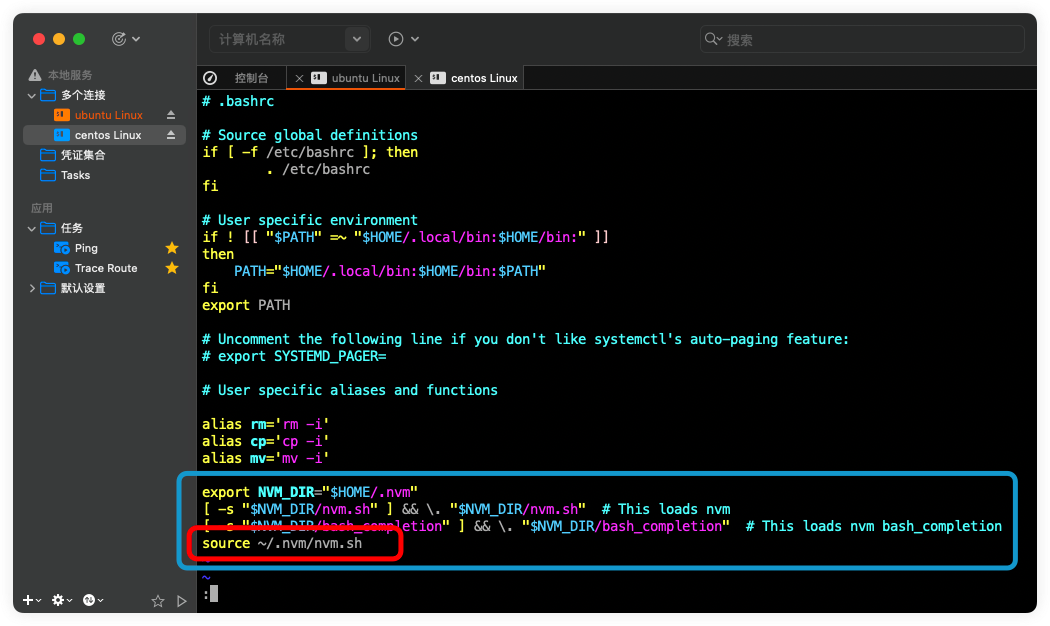 计算机名称
搜索
本地服务
多个连接
ubuntu Linux
centos Linux
凭证集合
Tasks
应用
任务
Ping
Trace Route
默认设置
控制台
ubuntu Linux
centos Linux
# .bashrc
# Source global definitions
if [ -f /etc/bashrc ]; then
        . /etc/bashrc
fi
# User specific environment
if ! [[ "$PATH" =~ "$HOME/.local/bin:$HOME/bin:" ]]
then
    PATH="$HOME/.local/bin:$HOME/bin:$PATH"
fi
export PATH
# Uncomment the following line if you don't like systemctl's auto-paging feature:
# export SYSTEMD_PAGER=
# User specific aliases and functions
alias rm='rm -i'
alias cp='cp -i'
alias mv='mv -i'
export NVM_DIR="$HOME/.nvm"
[ -s "$NVM_DIR/nvm.sh" ] && \. "$NVM_DIR/nvm.sh"  # This loads nvm
[ -s "$NVM_DIR/bash_completion" ] && \. "$NVM_DIR/bash_completion"  # This loads nvm bash_completion
source ~/.nvm/nvm.sh
~
: